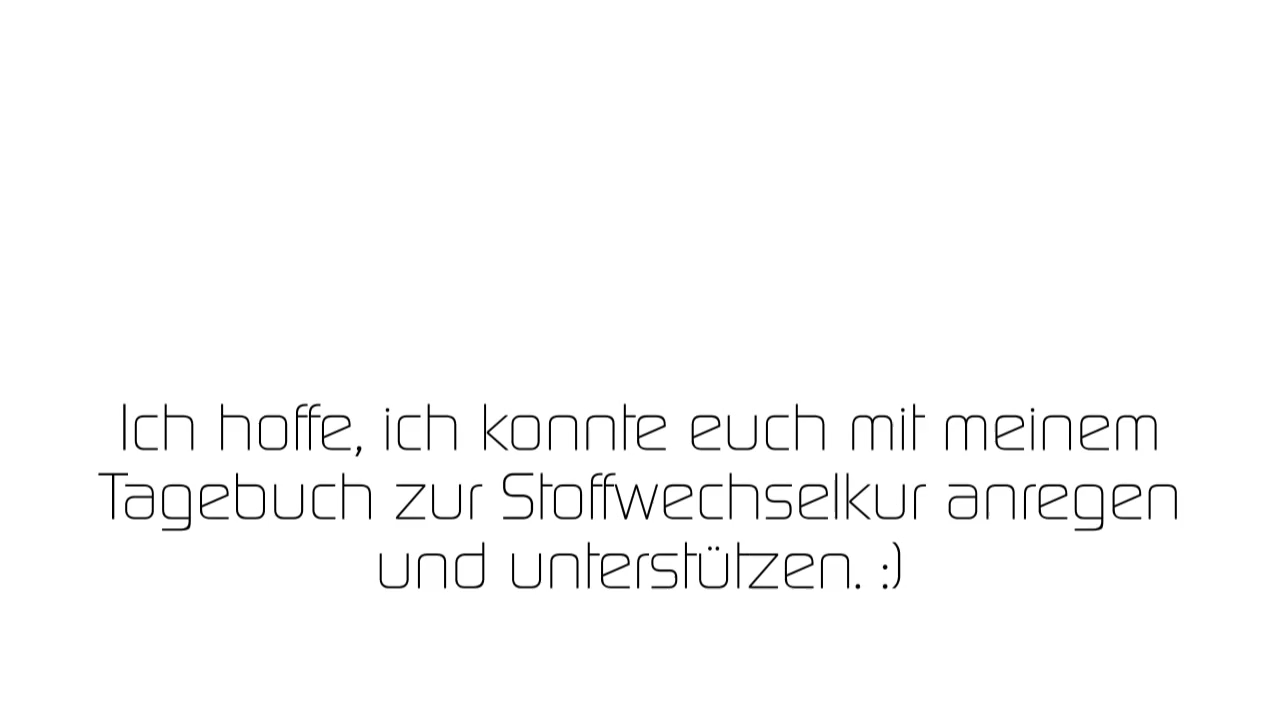 Ich hoffe, ich konnte euch mit meinem
Tagebuch zur Stoffwechselkur anregen
und unterstützen. :)